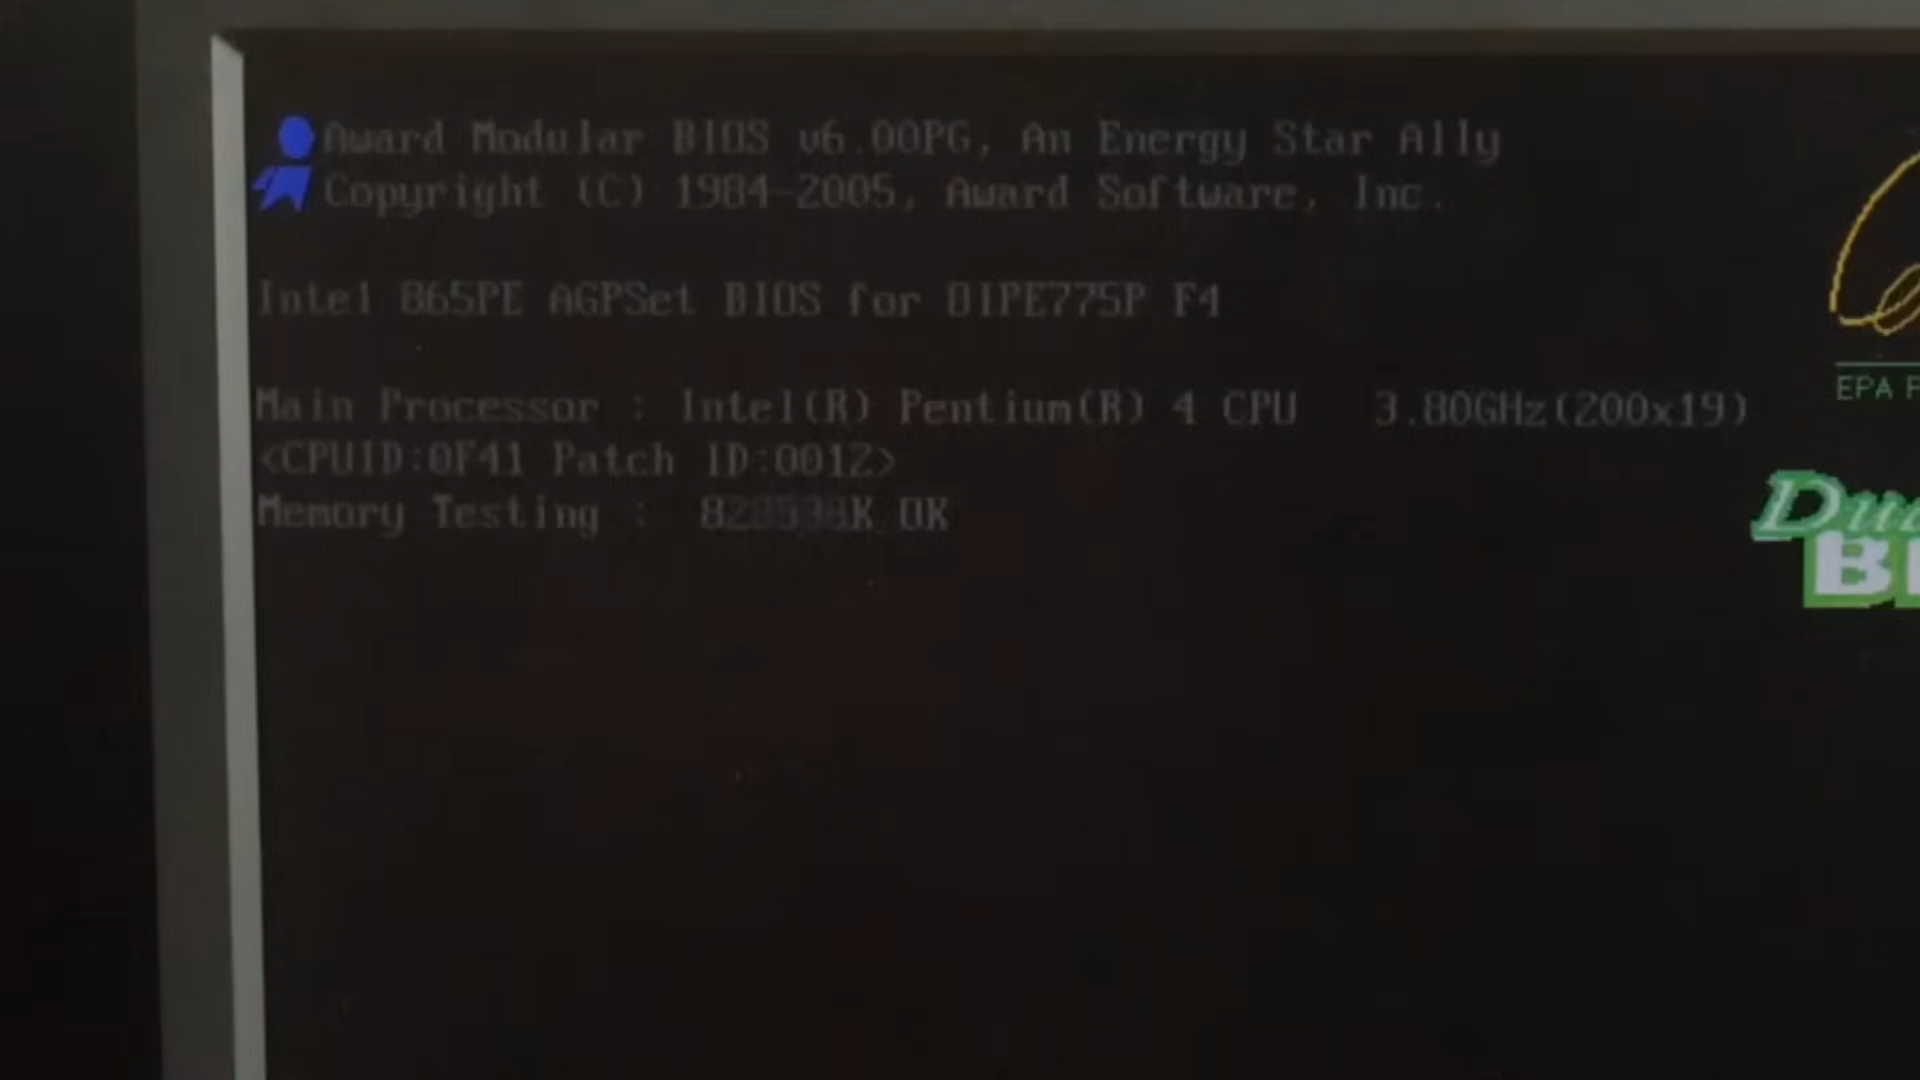 Award Modular BIOS v6.00PG, An Energy Star Ally
Copyright (C) 1984-2005, Award Software, Inc.
Intel 865PE AGPSet BIOS for 8IPE775P F4
Main Processor : Intel(R) Pentium(R) 4 CPU 3.80GHz(200x19)
<CPUID:0F41 Patch ID:0012>
Memory Testing : OK
EPA